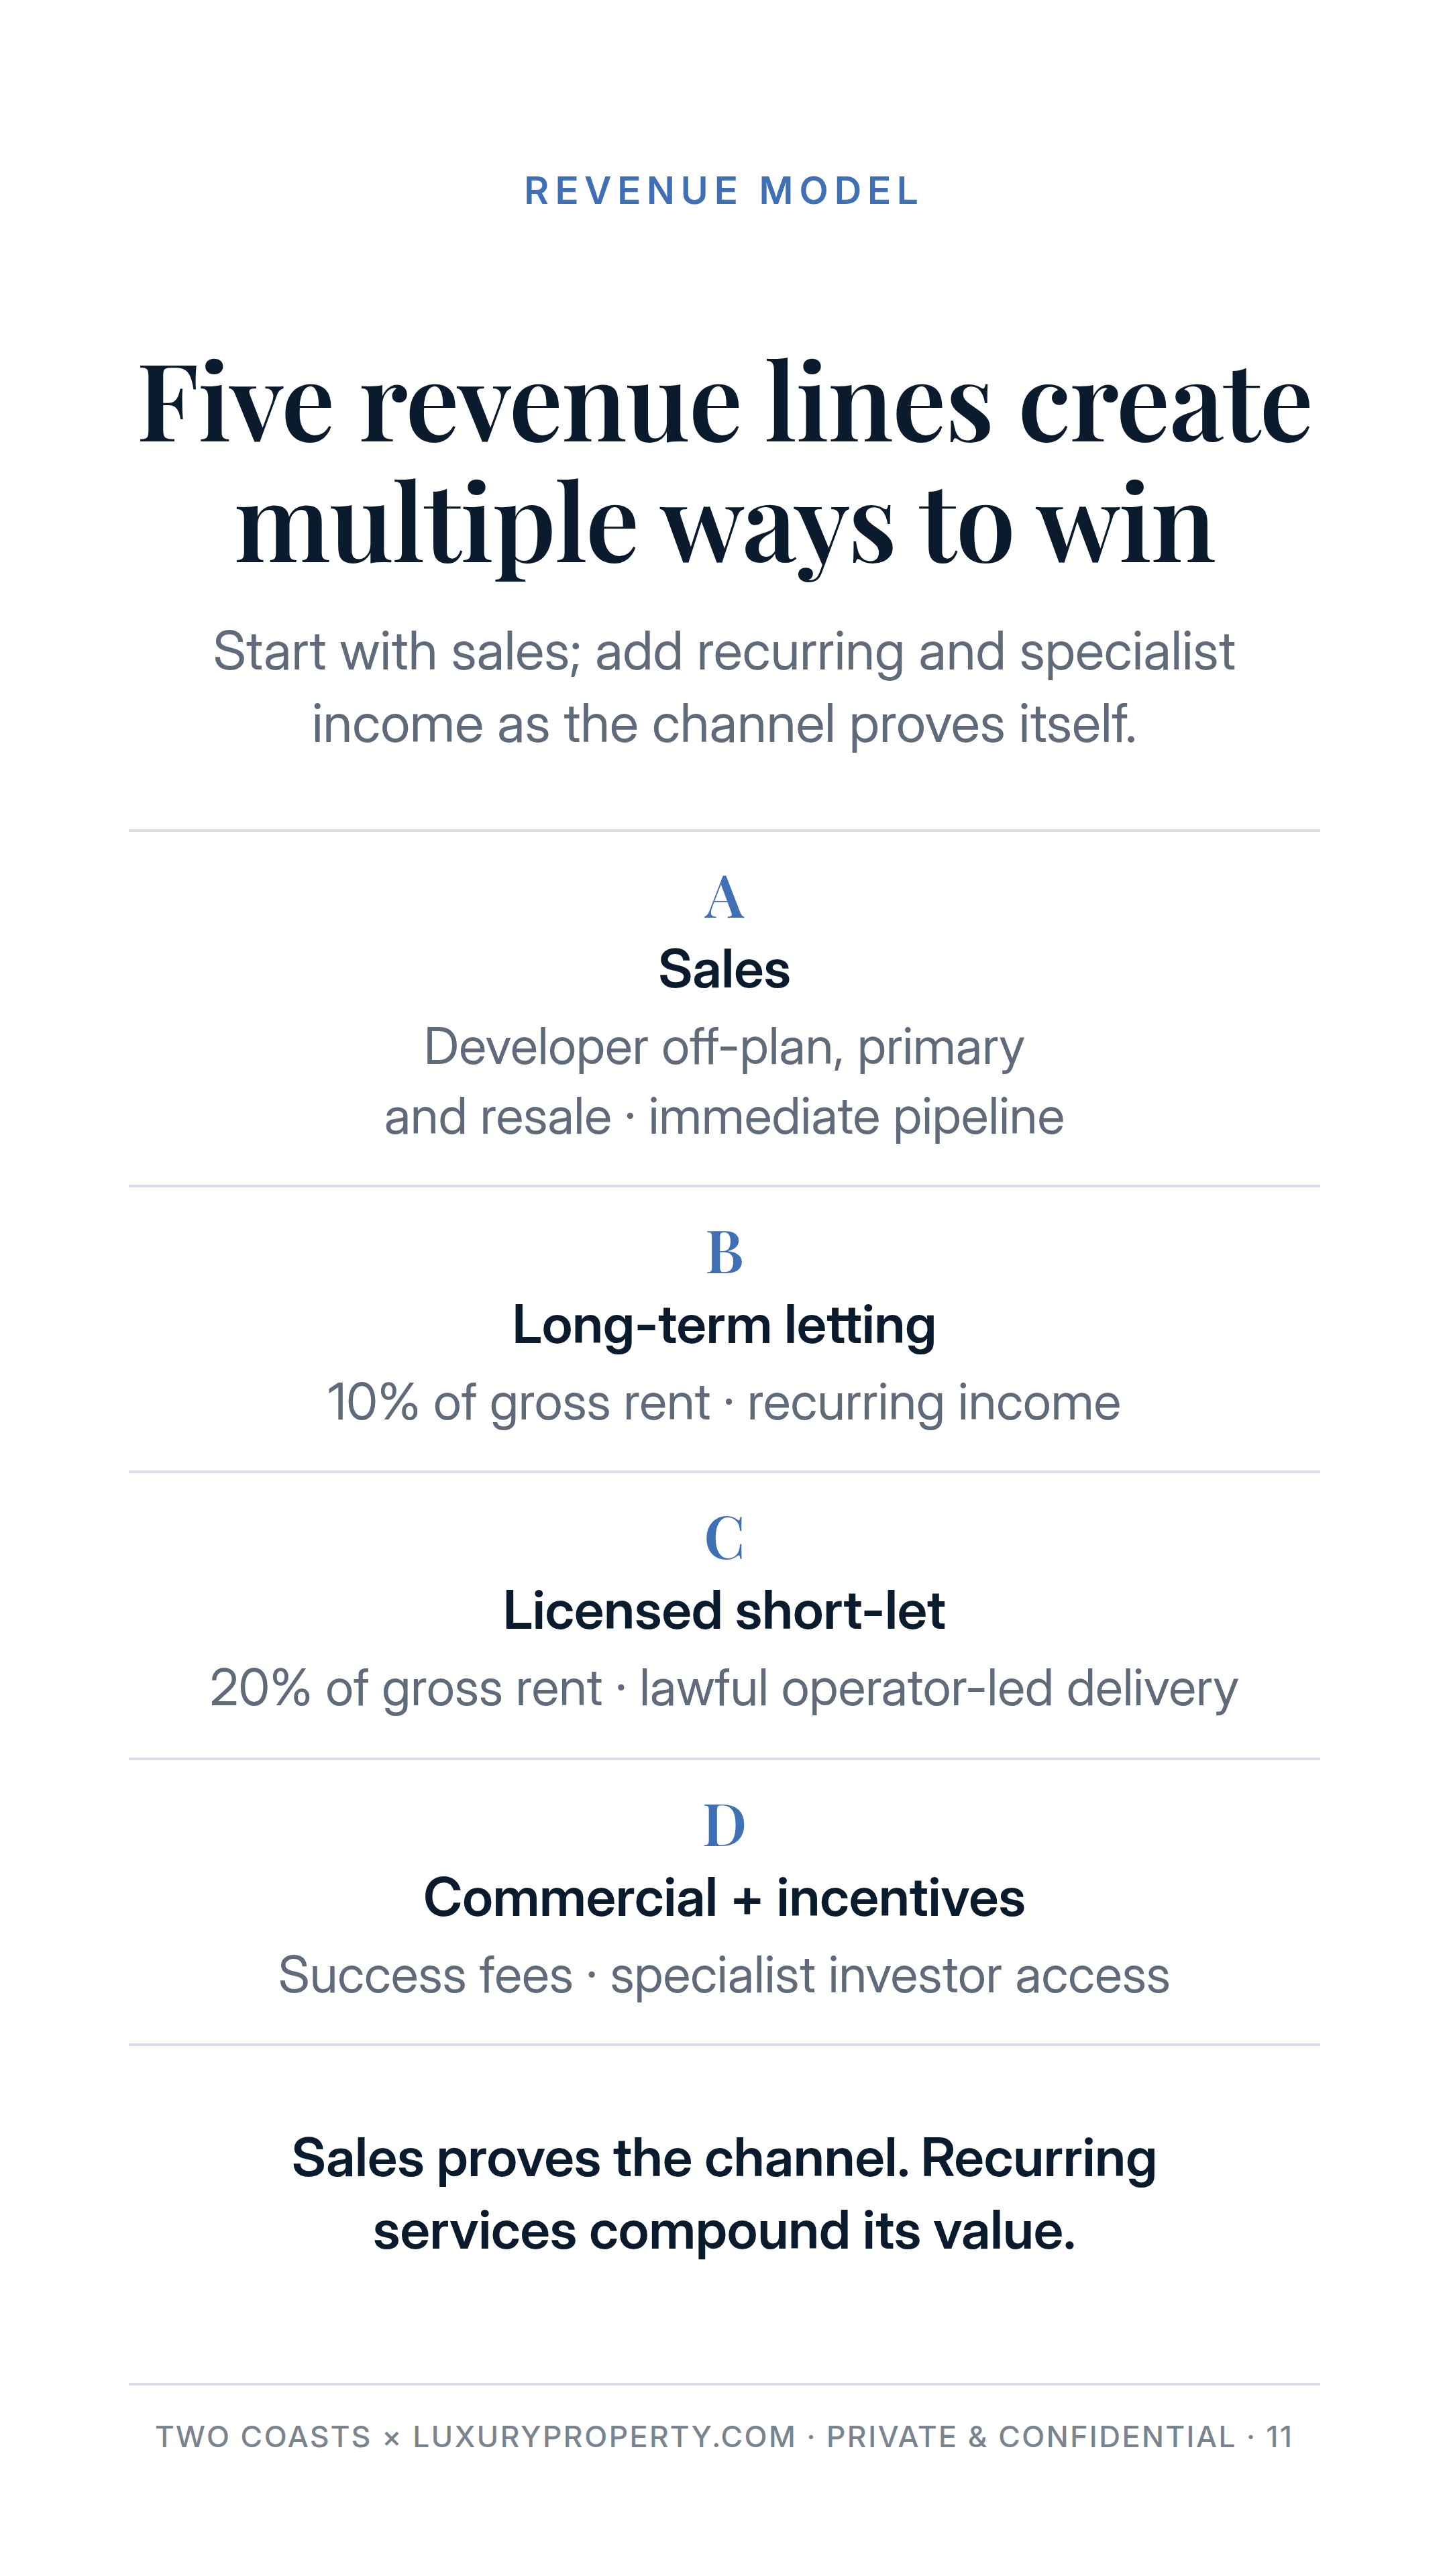 REVENUE MODEL
Five revenue lines create
multiple ways to win
Start with sales; add recurring and specialist
income as the channel proves itself.
A
Sales
Developer off-plan, primary
and resale · immediate pipeline
B
Long-term letting
10% of gross rent · recurring income
C
Licensed short-let
20% of gross rent · lawful operator-led delivery
D
Commercial + incentives
Success fees · specialist investor access
Sales proves the channel. Recurring
services compound its value.
TWO COASTS × LUXURYPROPERTY.COM · PRIVATE & CONFIDENTIAL · 11